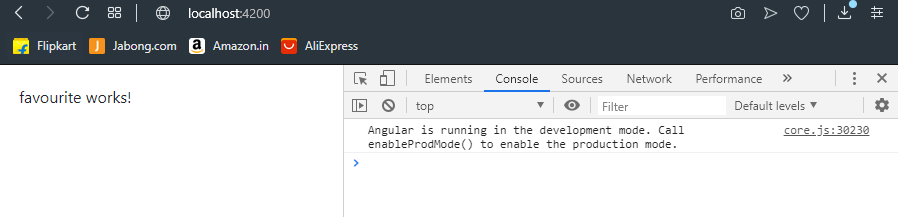 localhost:4200
Flipkart Jabong.com Amazon.in AliExpress
favourite works!
Elements Console Sources Network Performance
top Filter Default levels
Angular is running in the development mode. Call core.js:30230
enableProdMode() to enable the production mode.